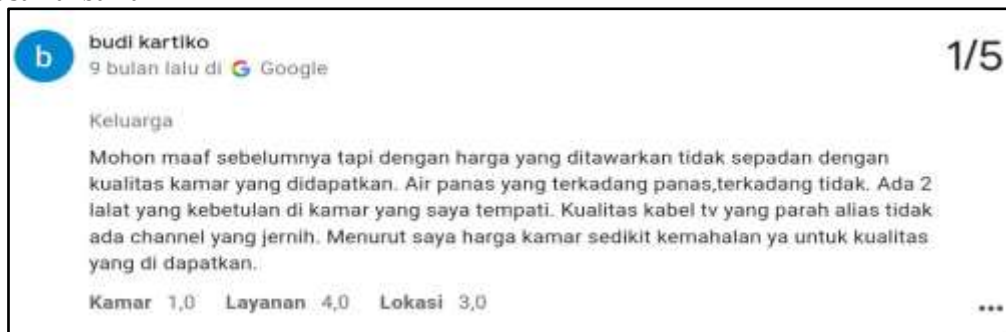 b
budi kartiko
1/5
9 bulan lalu di G Google
Keluarga
Mohon maaf sebelumnya tapi dengan harga yang ditawarkan tidak sepadan dengan
kualitas kamar yang didapatkan. Air panas yang terkadang panas,terkadang tidak. Ada 2
lalat yang kebetulan di kamar yang saya tempati. Kualitas kabel tv yang parah alias tidak
ada channel yang jernih. Menurut saya harga kamar sedikit kemahalan ya untuk kualitas
yang di dapatkan.
Kamar 1,0 Layanan 4,0 Lokasi 3,0